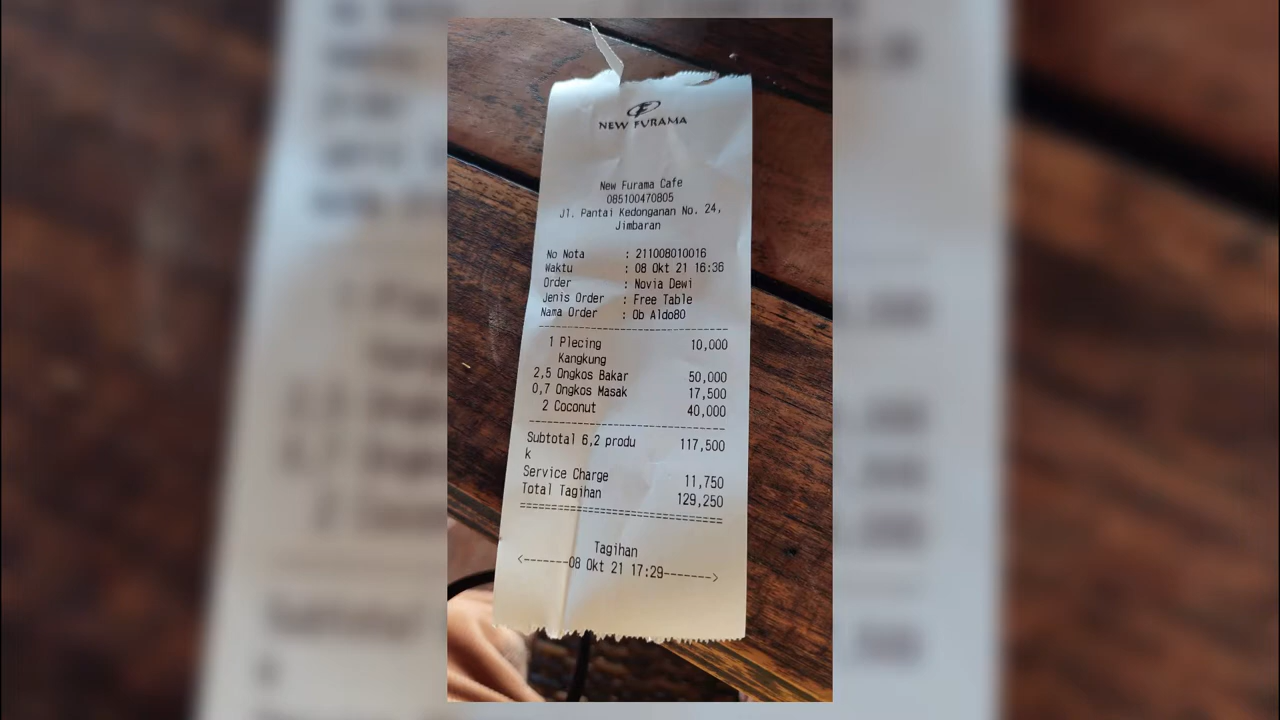 NEW FURAMA
New Furama Cafe
085100470805
Jl. Pantai Kedonganan No. 24,
Jimbaran
No Nota : 211008010016
Waktu : 08 Okt 21 16:36
Order : Novia Dewi
Jenis Order : Free Table
Nama Order : Ob Aldo80
1 Plecing 10,000
Kangkung
2,5 Ongkos Bakar 50,000
0,7 Ongkos Masak 17,500
2 Coconut 40,000
Subtotal 6,2 produ 117,500
k
Service Charge 11,750
Total Tagihan 129,250
Tagihan
<-------08 Okt 21 17:29------->